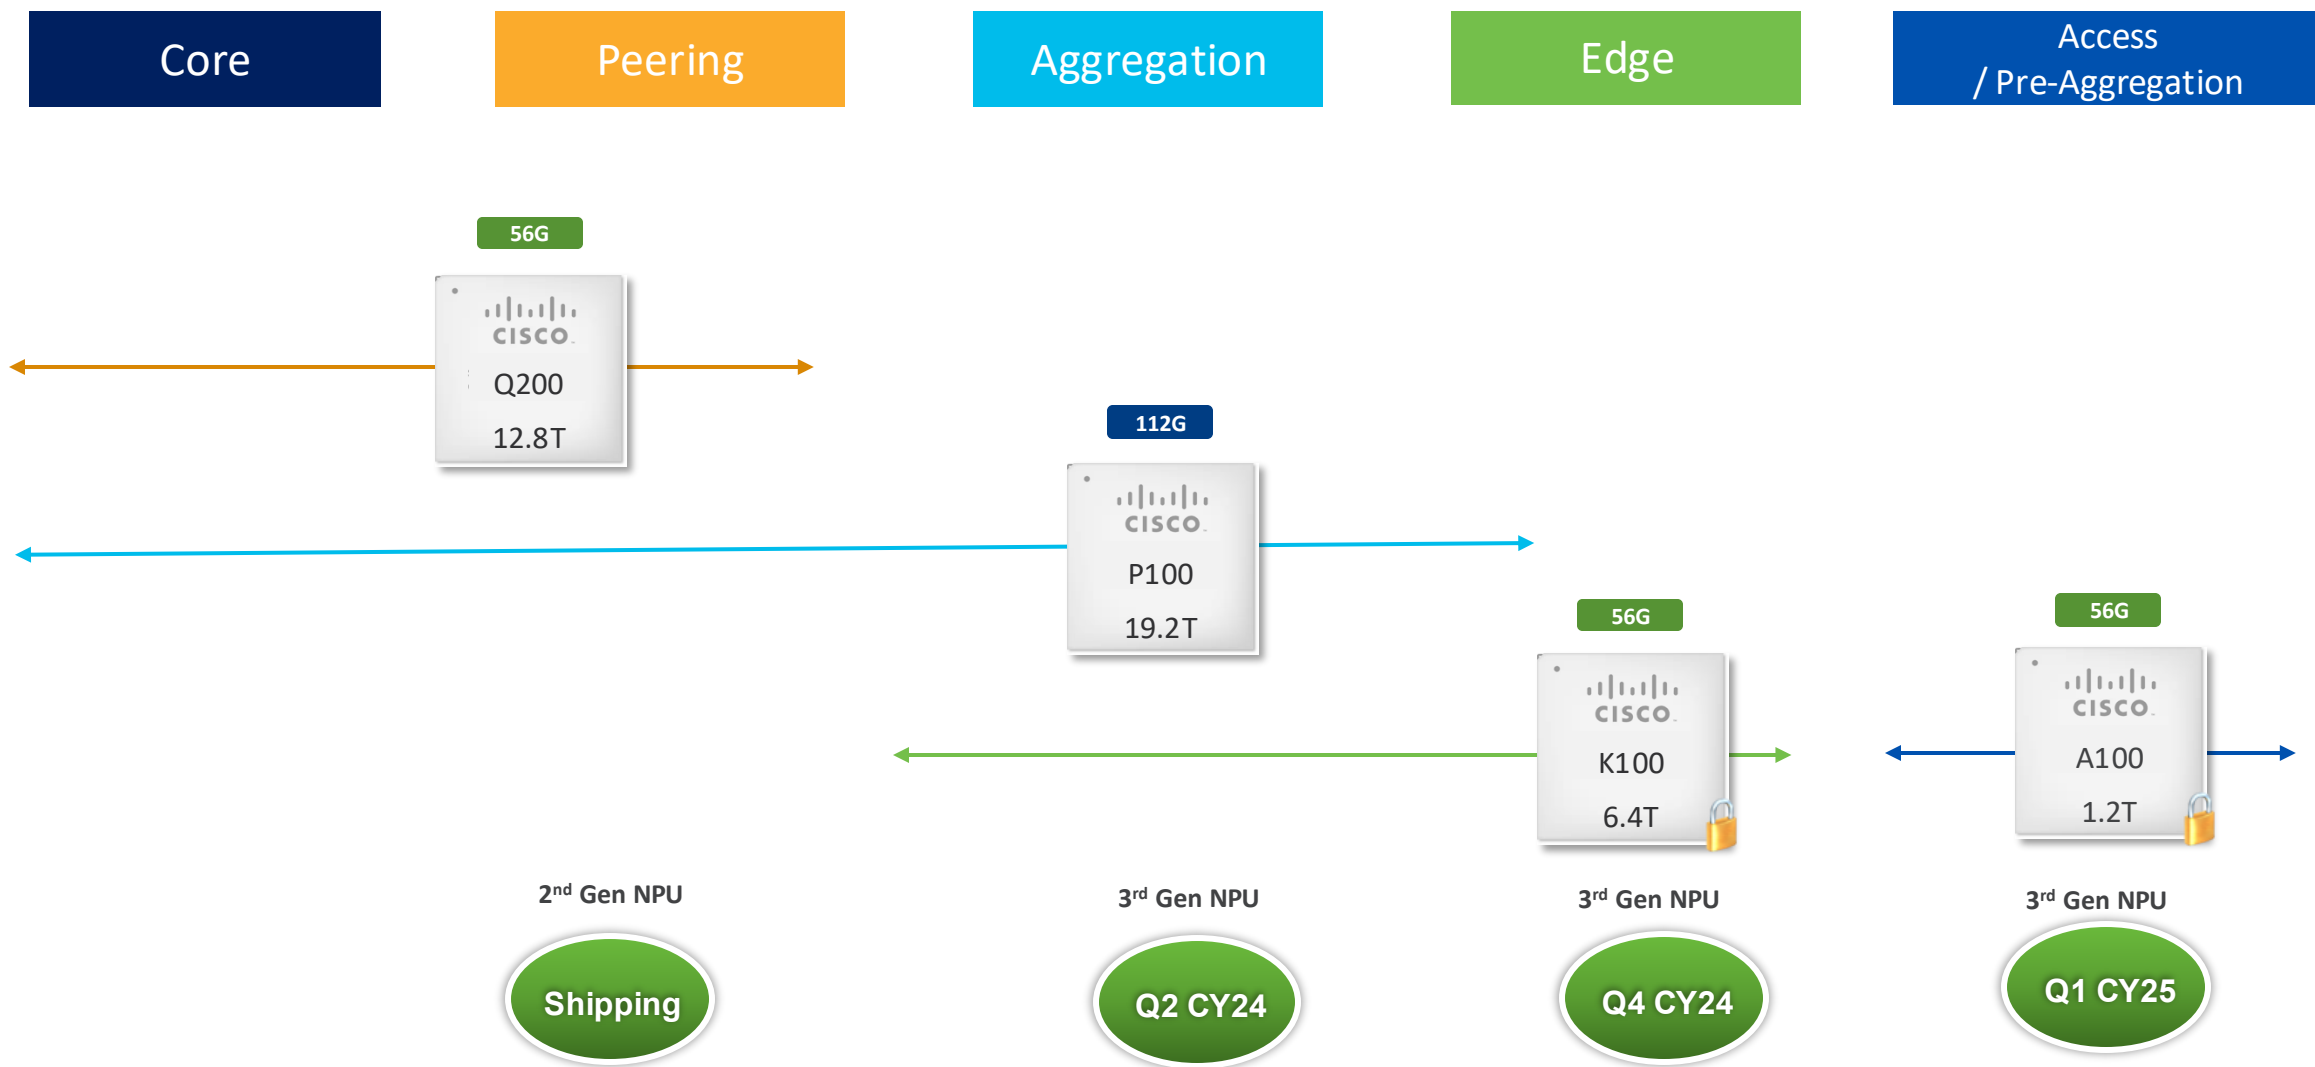 Core
Peering
Aggregation
Edge
Access
/ Pre-Aggregation
56G
CISCO
Q200
12.8T
112G
CISCO
P100
19.2T
56G
CISCO
K100
6.4T
56G
CISCO
A100
1.2T
2nd Gen NPU
3rd Gen NPU
3rd Gen NPU
3rd Gen NPU
Shipping
Q2 CY24
Q4 CY24
Q1 CY25